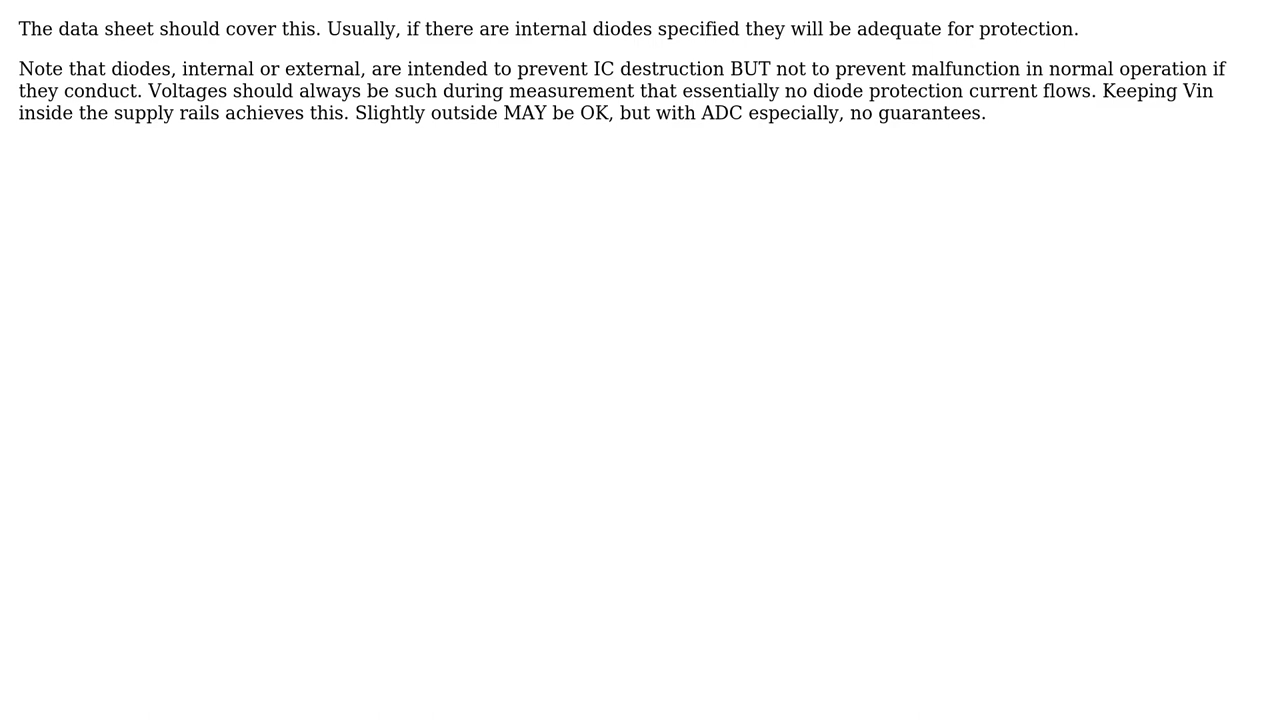 The data sheet should cover this. Usually, if there are internal diodes specified they will be adequate for protection.
Note that diodes, internal or external, are intended to prevent IC destruction BUT not to prevent malfunction in normal operation if
they conduct. Voltages should always be such during measurement that essentially no diode protection current flows. Keeping Vin
inside the supply rails achieves this. Slightly outside MAY be OK, but with ADC especially, no guarantees.